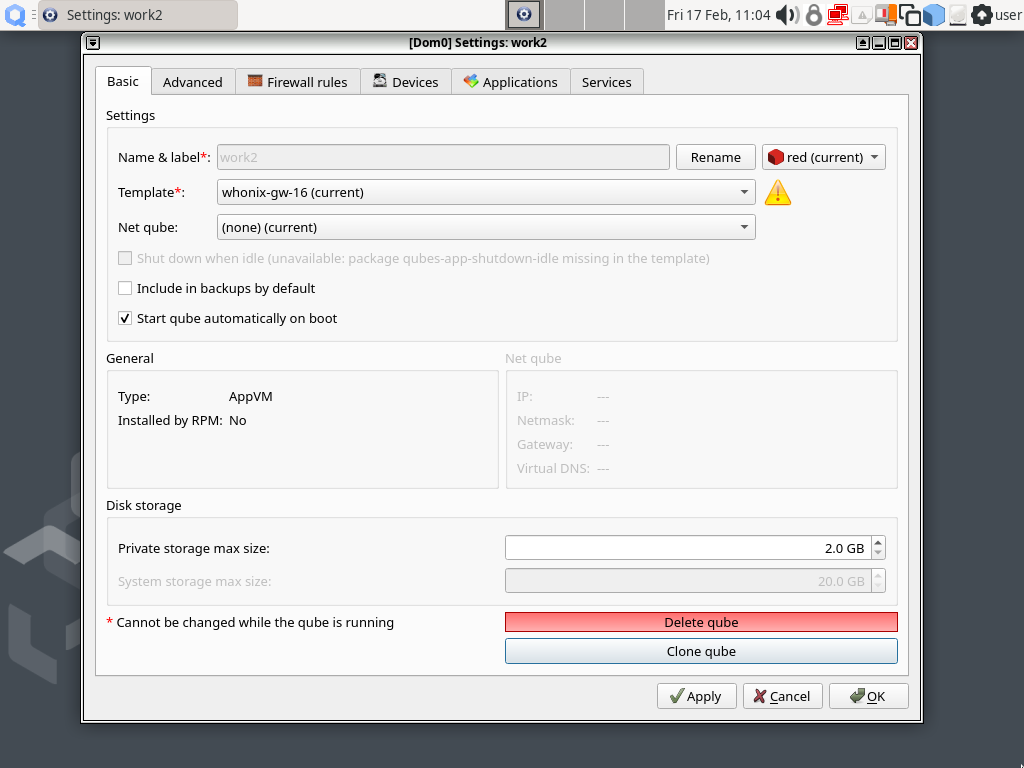 Settings: work2
Fri 17 Feb, 11:04
user
[Dom0] Settings: work2
Basic
Advanced
Firewall rules
Devices
Applications
Services
Settings
Name & label*:
work2
Rename
red (current)
Template*:
whonix-gw-16 (current)
Net qube:
(none) (current)
Shut down when idle (unavailable: package qubes-app-shutdown-idle missing in the template)
Include in backups by default
Start qube automatically on boot
General
Type: AppVM
Installed by RPM: No
Net qube
IP: ---
Netmask: ---
Gateway: ---
Virtual DNS: ---
Disk storage
Private storage max size: 2.0 GB
System storage max size: 20.0 GB
* Cannot be changed while the qube is running
Delete qube
Clone qube
Apply
Cancel
OK